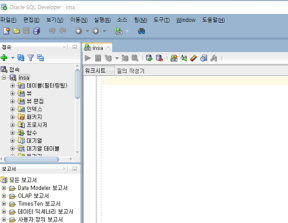 Oracle SQL Developer : insa
파일(F) 편집(E) 보기(V) 이동(N) 실행(R) 소스 팀(M) 도구(T) Window 도움말(H)
접속
insa
접속
insa
테이블(필터링됨)
뷰
뷰 편집
인덱스
패키지
프로시저
함수
대기열
대기열 테이블
워크시트 질의 작성기
보고서
모든 보고서
Data Modeler 보고서
OLAP 보고서
TimesTen 보고서
데이터 딕셔너리 보고서
사용자 정의 보고서